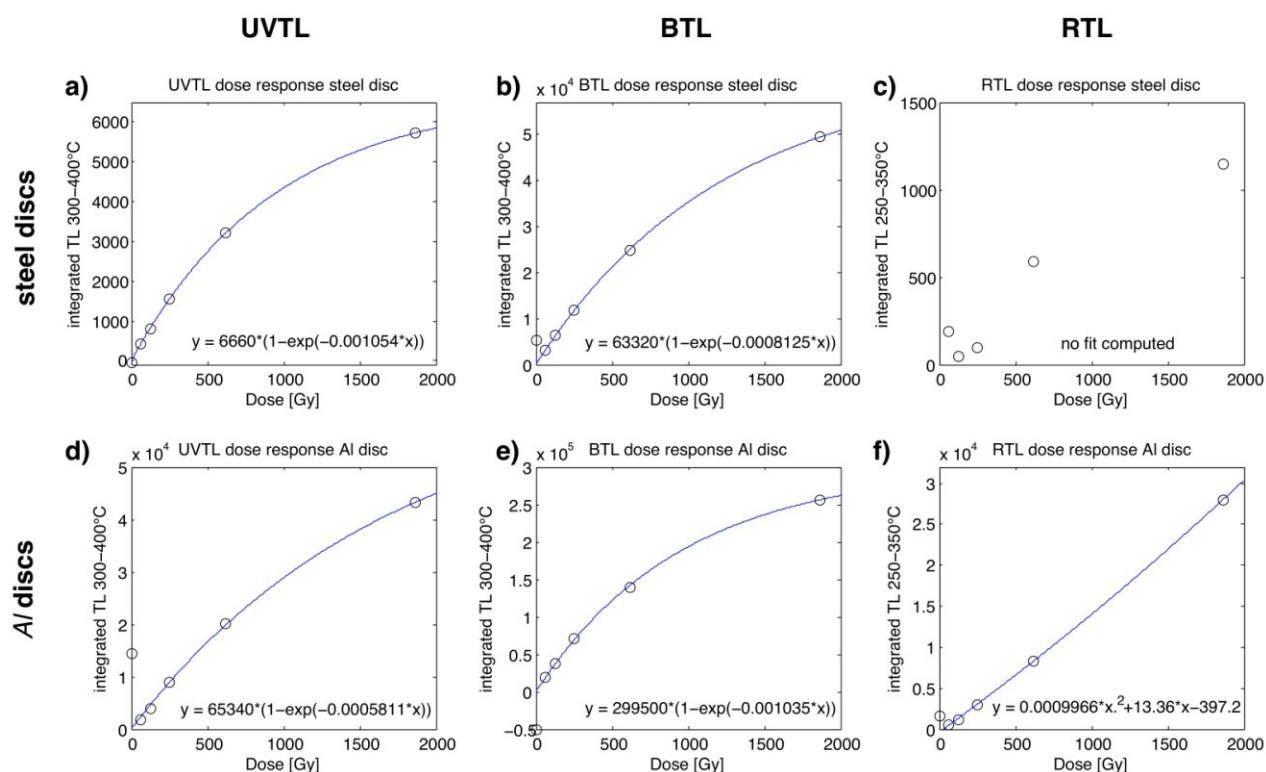 UVTL
BTL
RTL
steel discs
Al discs
a)
UVTL dose response steel disc
integrated TL 300−400°C
6000
5000
4000
3000
2000
1000
0
y = 6660*(1−exp(−0.001054*x))
0 500 1000 1500 2000
Dose [Gy]
b)
x 10^4 BTL dose response steel disc
integrated TL 300−400°C
5
4
3
2
1
0
y = 63320*(1−exp(−0.0008125*x))
0 500 1000 1500 2000
Dose [Gy]
c)
RTL dose response steel disc
integrated TL 250−350°C
1500
1000
500
0
no fit computed
0 500 1000 1500 2000
Dose [Gy]
d)
x 10^4 UVTL dose response Al disc
integrated TL 300−400°C
5
4
3
2
1
0
y = 65340*(1−exp(−0.0005811*x))
0 500 1000 1500 2000
Dose [Gy]
e)
x 10^5 BTL dose response Al disc
integrated TL 300−400°C
3
2.5
2
1.5
1
0.5
0
−0.5
y = 299500*(1−exp(−0.001035*x))
0 500 1000 1500 2000
Dose [Gy]
f)
x 10^4 RTL dose response Al disc
integrated TL 250−350°C
3
2.5
2
1.5
1
0.5
0
y = 0.0009966*x.^2+13.36*x−397.2
0 500 1000 1500 2000
Dose [Gy]